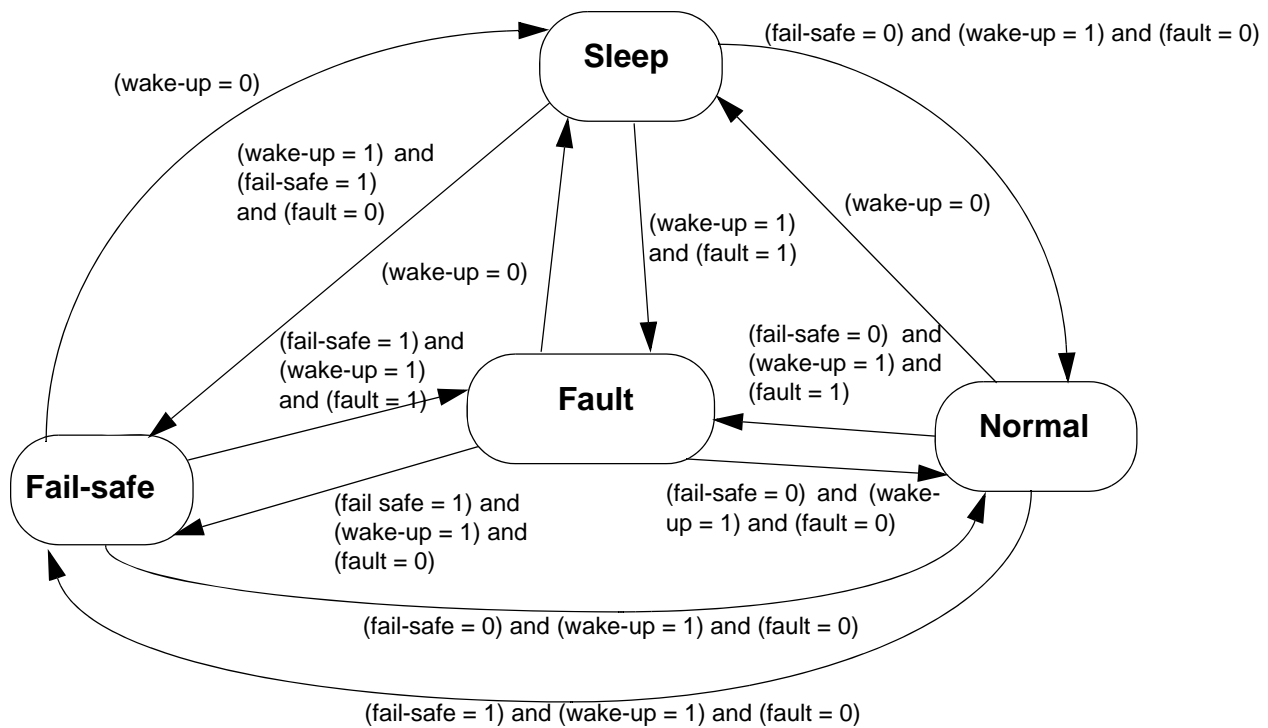 Sleep
(fail-safe = 0) and (wake-up = 1) and (fault = 0)
(wake-up = 0)
(wake-up = 1) and
(fail-safe = 1)
and (fault = 0)
(wake-up = 0)
(wake-up = 1)
and (fault = 1)
(wake-up = 0)
(fail-safe = 1) and
(wake-up = 1)
and (fault = 1)
(fail-safe = 0) and
(wake-up = 1) and
(fault = 1)
Fault
Normal
Fail-safe
(fail safe = 1) and
(wake-up = 1) and
(fault = 0)
(fail-safe = 0) and (wake-
up = 1) and (fault = 0)
(fail-safe = 0) and (wake-up = 1) and (fault = 0)
(fail-safe = 1) and (wake-up = 1) and (fault = 0)